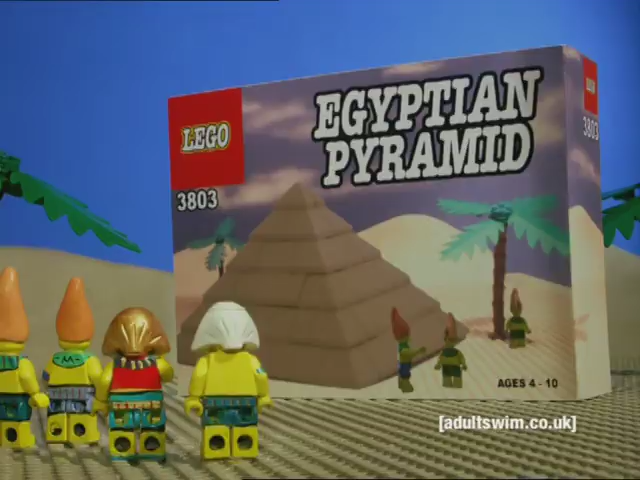 LEGO
3803
EGYPTIAN
PYRAMID
3803
AGES 4 - 10
[adultswim.co.uk]